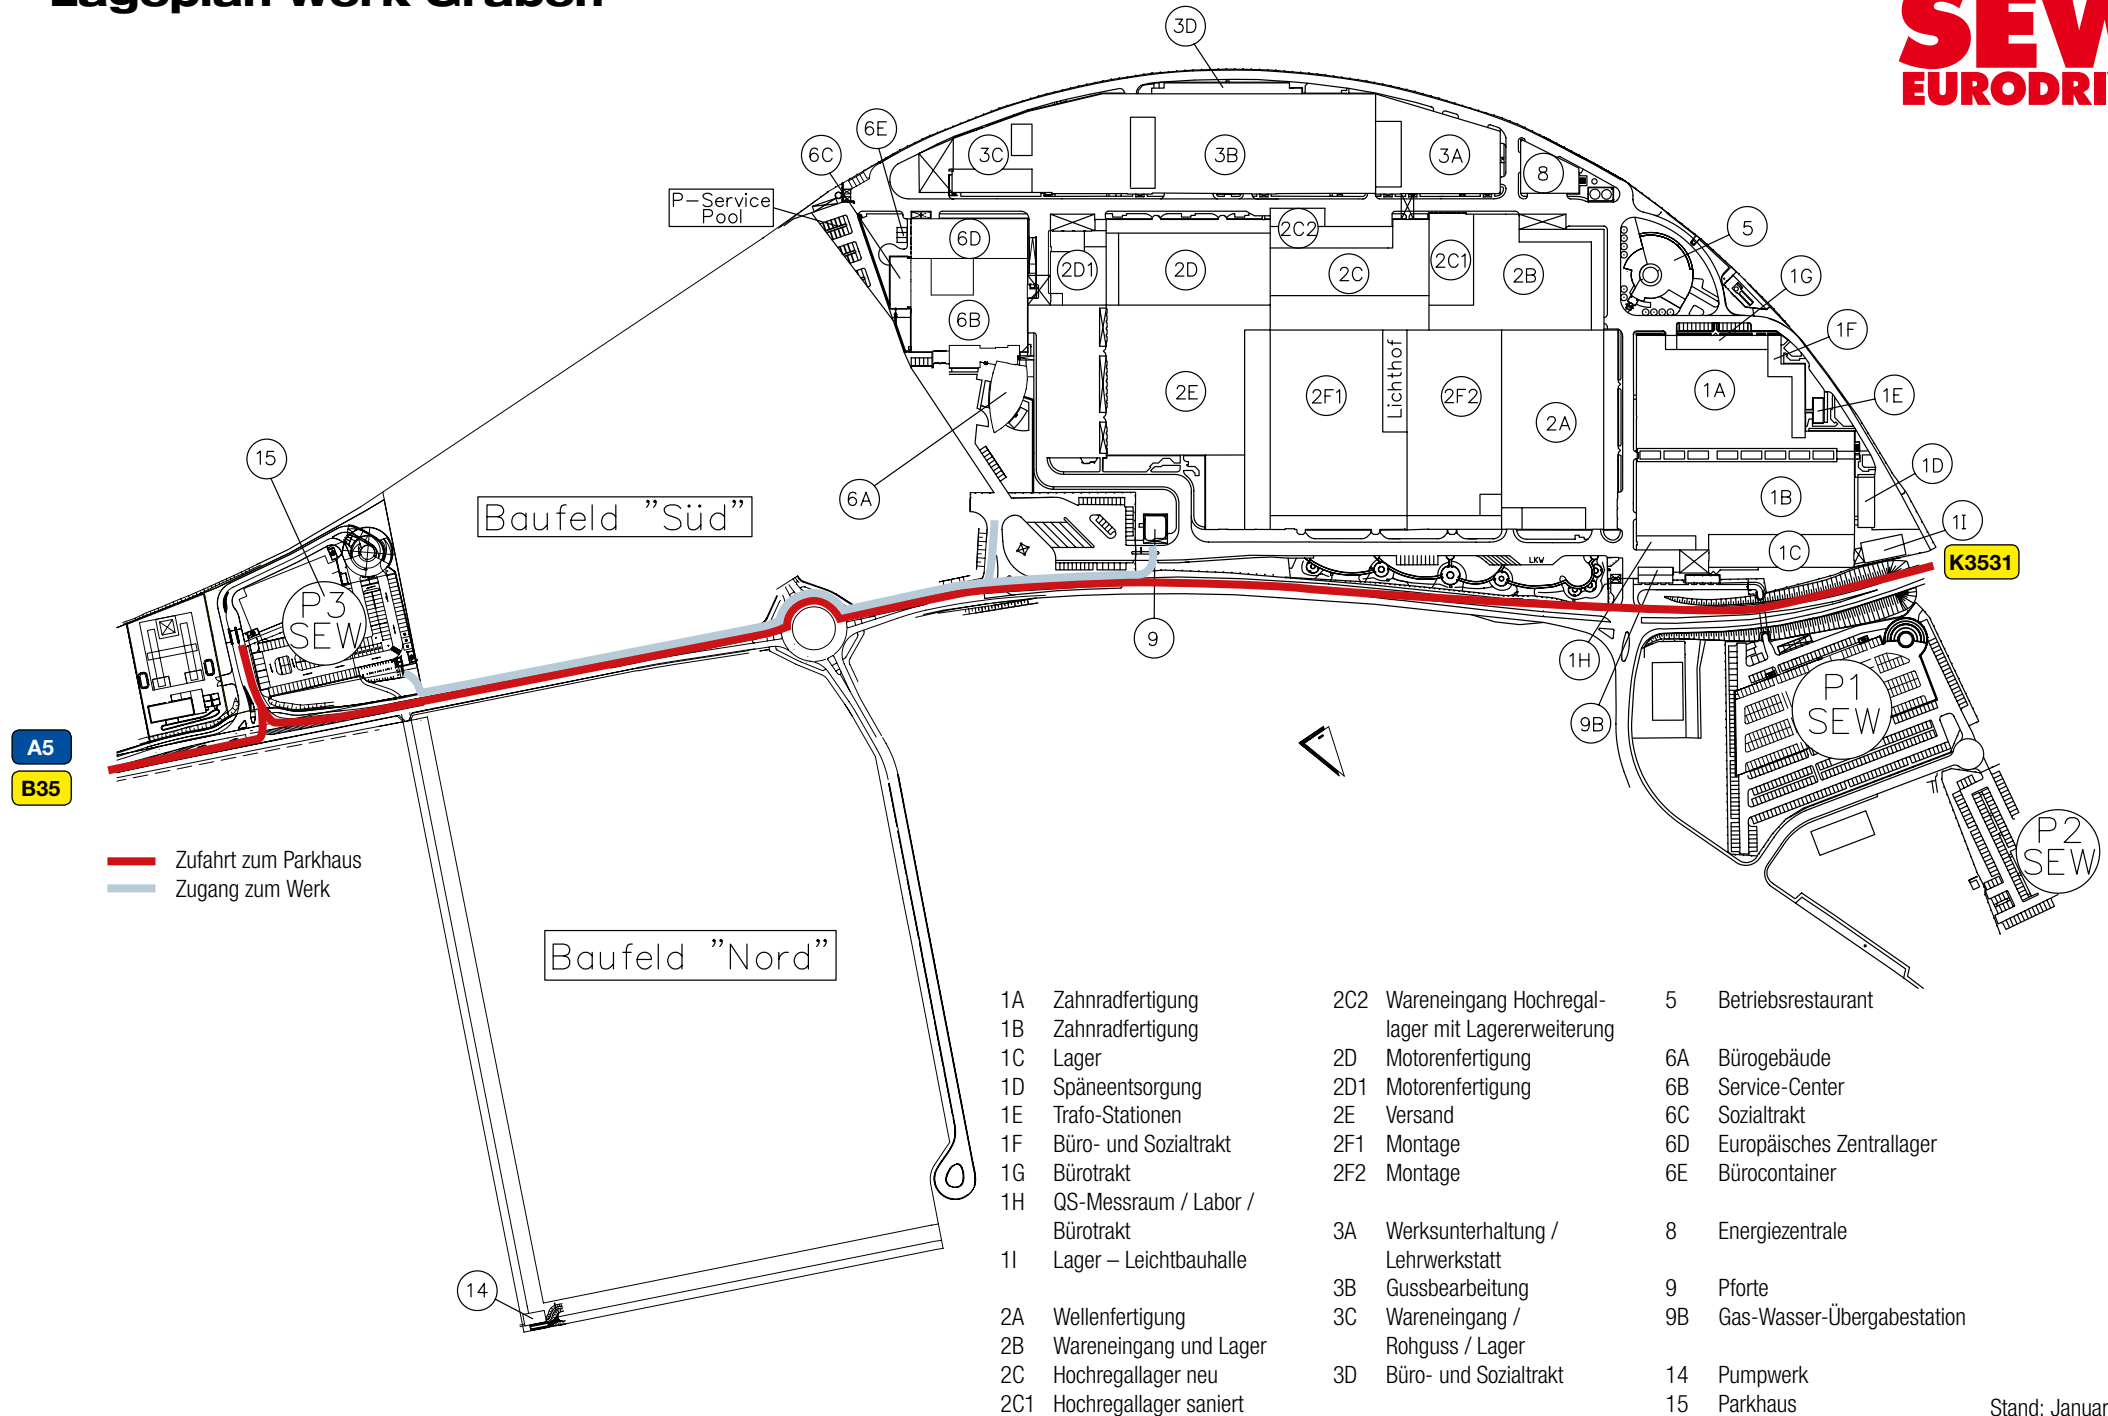 Lageplan Werk Graben
SEW
EURODRI
3D
6E
6C
3C
3B
3A
8
P-Service
Pool
6D
2C2
5
2D1
2D
2C
2C1
2B
1G
6B
1F
Lichthof
2E
2F1
2F2
1A
1E
2A
15
1D
6A
1B
Baufeld "Süd"
1I
1C
LKW
K3531
P3
SEW
9
1H
P1
SEW
9B
A5
B35
P2
SEW
Zufahrt zum Parkhaus
Zugang zum Werk
Baufeld "Nord"
14
1A Zahnradfertigung
1B Zahnradfertigung
1C Lager
1D Späneentsorgung
1E Trafo-Stationen
1F Büro- und Sozialtrakt
1G Bürotrakt
1H QS-Messraum / Labor /
Bürotrakt
1I Lager – Leichtbauhalle
2A Wellenfertigung
2B Wareneingang und Lager
2C Hochregallager neu
2C1 Hochregallager saniert
2C2 Wareneingang Hochregal-
lager mit Lagererweiterung
2D Motorenfertigung
2D1 Motorenfertigung
2E Versand
2F1 Montage
2F2 Montage
3A Werksunterhaltung /
Lehrwerkstatt
3B Gussbearbeitung
3C Wareneingang /
Rohguss / Lager
3D Büro- und Sozialtrakt
5 Betriebsrestaurant
6A Bürogebäude
6B Service-Center
6C Sozialtrakt
6D Europäisches Zentrallager
6E Bürocontainer
8 Energiezentrale
9 Pforte
9B Gas-Wasser-Übergabestation
14 Pumpwerk
15 Parkhaus
Stand: Januar